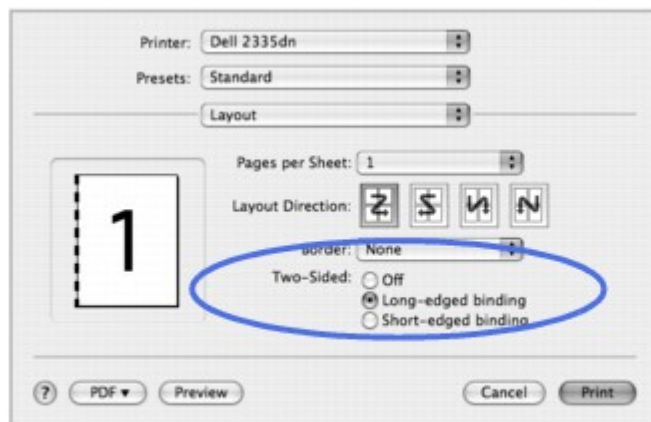 Printer: Dell 2335dn
Presets: Standard
Layout
Pages per Sheet: 1
Layout Direction:
Border: None
Two-Sided: Off
Long-edged binding
Short-edged binding
1
? PDF Preview Cancel Print